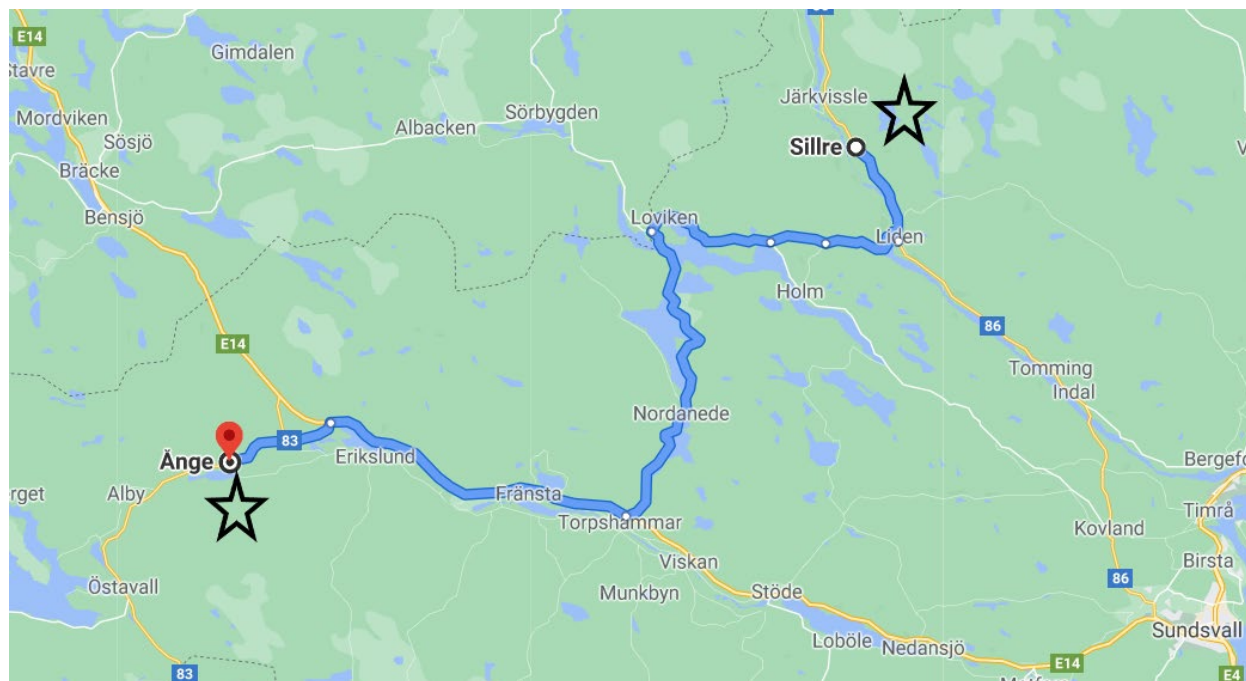 E14
Stavre
Gimdalen
Mordviken
Sösjö
Bräcke
Bensjö
Albacken
Sörbygden
Järkvissle
Sillre
Loviken
Liden
Holm
86
Tomming
Indal
E14
Nordanede
83
Ånge
Erikslund
Alby
Fränsta
Torpshammar
Viskan
Munkbyn
Stöde
Östavall
Loböle
Nedansjö
Kovland
86
Timrå
Birsta
Sundsvall
E14
E4
83